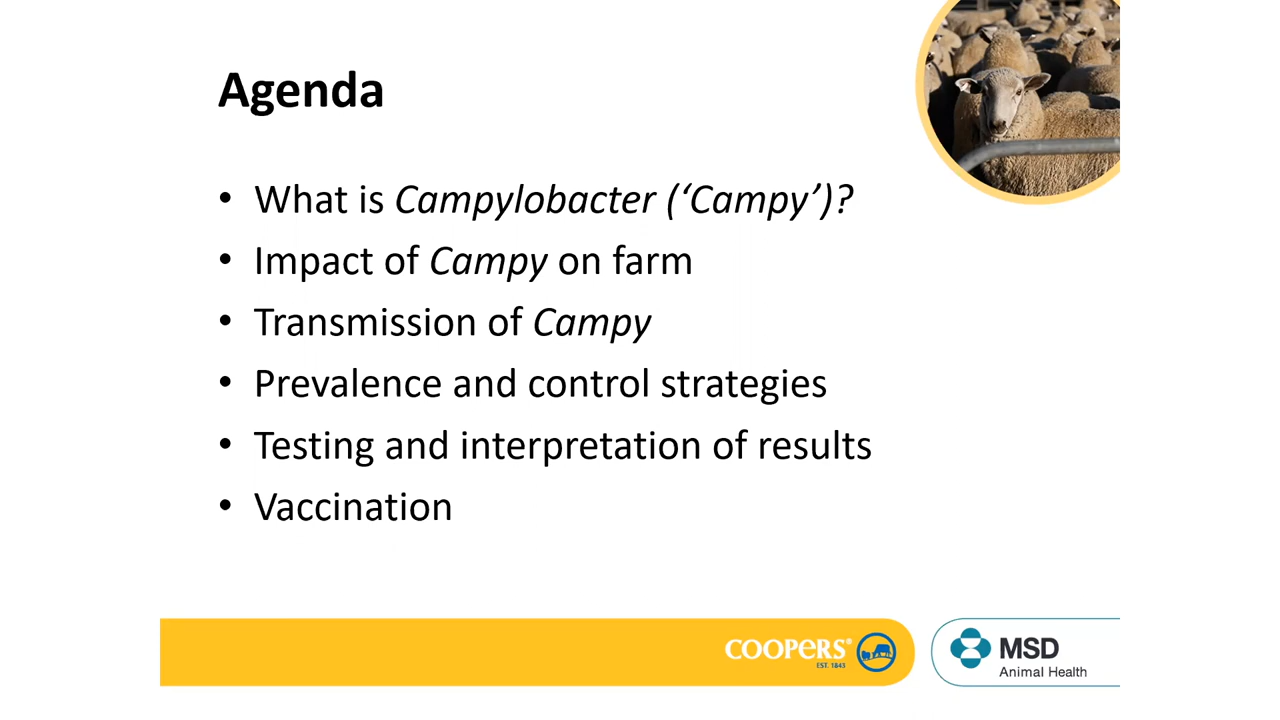 Agenda
• What is Campylobacter (‘Campy’)?
• Impact of Campy on farm
• Transmission of Campy
• Prevalence and control strategies
• Testing and interpretation of results
• Vaccination
COOPERS®
EST. 1843
MSD
Animal Health